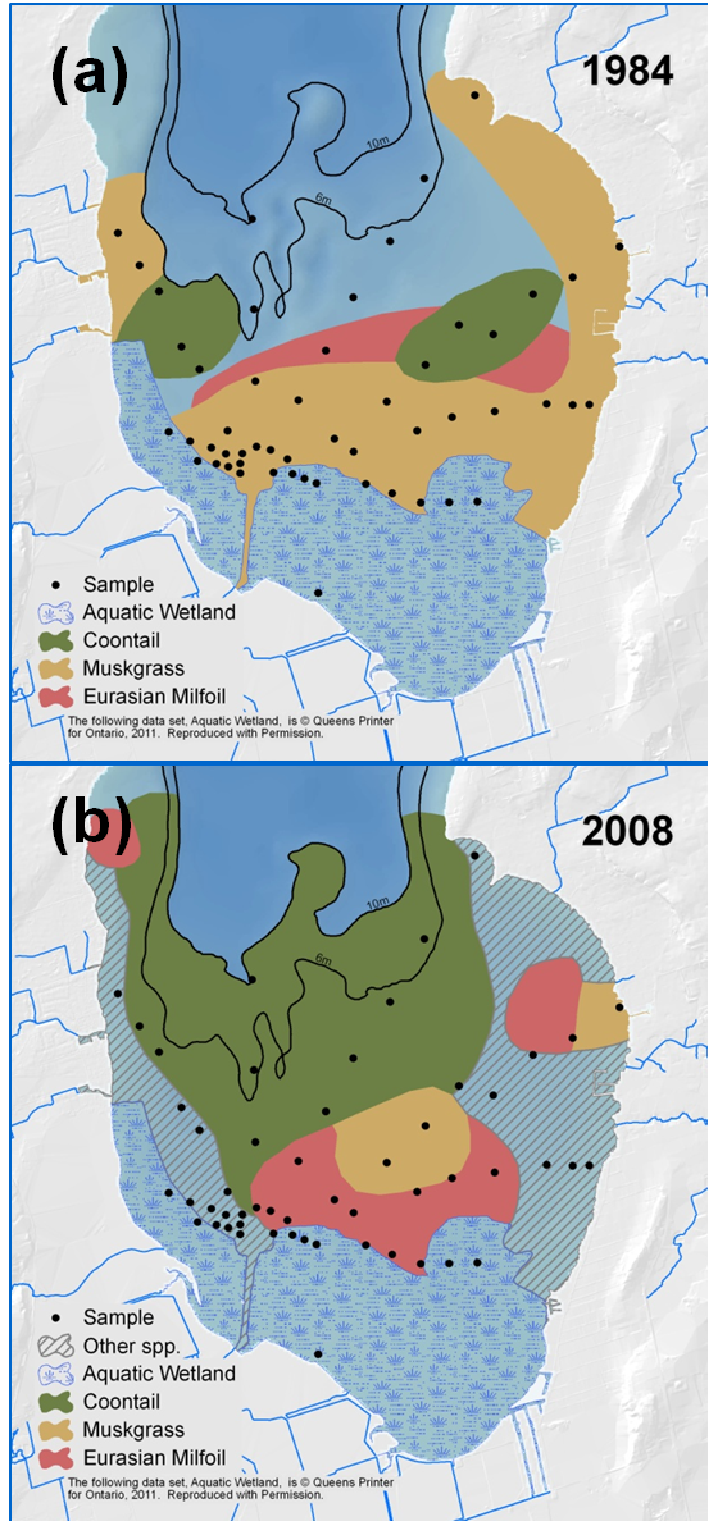 (a)
1984
10m
6m
Sample
Aquatic Wetland
Coontail
Muskgrass
Eurasian Milfoil
The following data set, Aquatic Wetland, is © Queens Printer
for Ontario, 2011. Reproduced with Permission.
(b)
2008
10m
6m
Sample
Other spp.
Aquatic Wetland
Coontail
Muskgrass
Eurasian Milfoil
The following data set, Aquatic Wetland, is © Queens Printer
for Ontario, 2011. Reproduced with Permission.